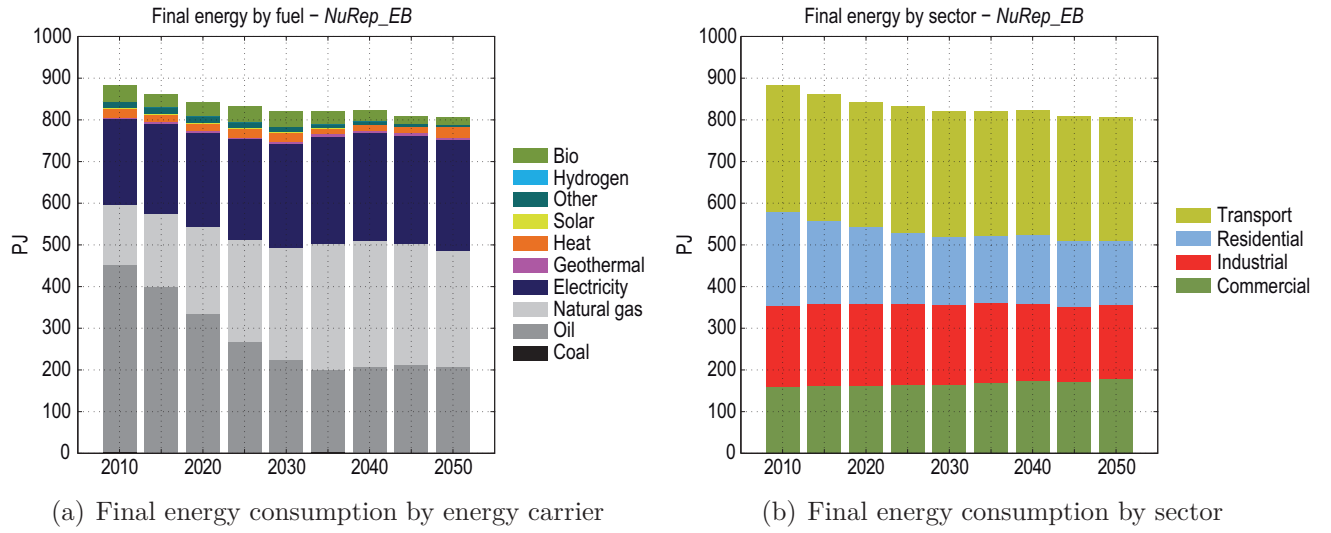 Final energy by fuel – NuRep_EB
1000
900
800
700
600
500
400
300
200
100
0
PJ
2010
2020
2030
2040
2050
Bio
Hydrogen
Other
Solar
Heat
Geothermal
Electricity
Natural gas
Oil
Coal
(a) Final energy consumption by energy carrier
Final energy by sector – NuRep_EB
1000
900
800
700
600
500
400
300
200
100
0
PJ
2010
2020
2030
2040
2050
Transport
Residential
Industrial
Commercial
(b) Final energy consumption by sector